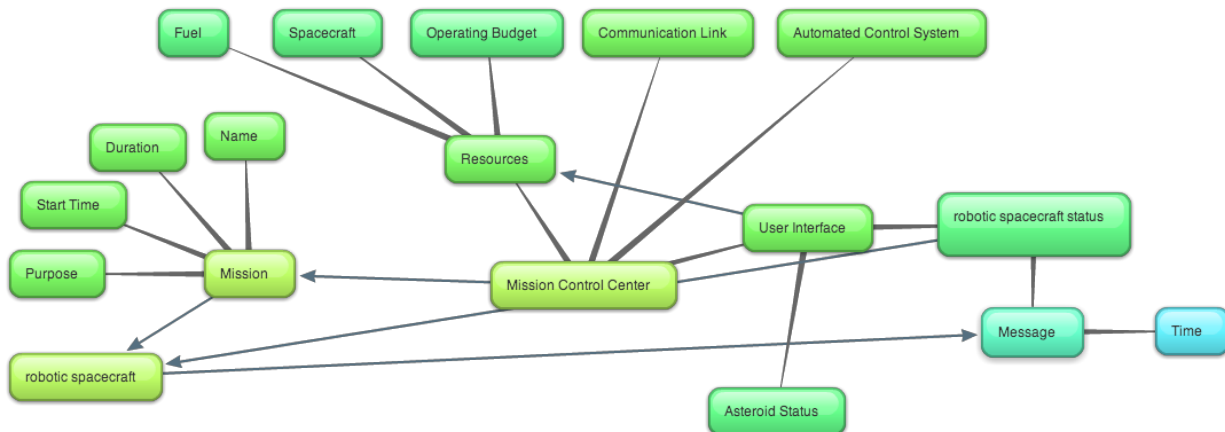 Fuel
Spacecraft
Operating Budget
Communication Link
Automated Control System
Name
Duration
Resources
Start Time
robotic spacecraft status
User Interface
Purpose
Mission
Mission Control Center
Message
Time
robotic spacecraft
Asteroid Status